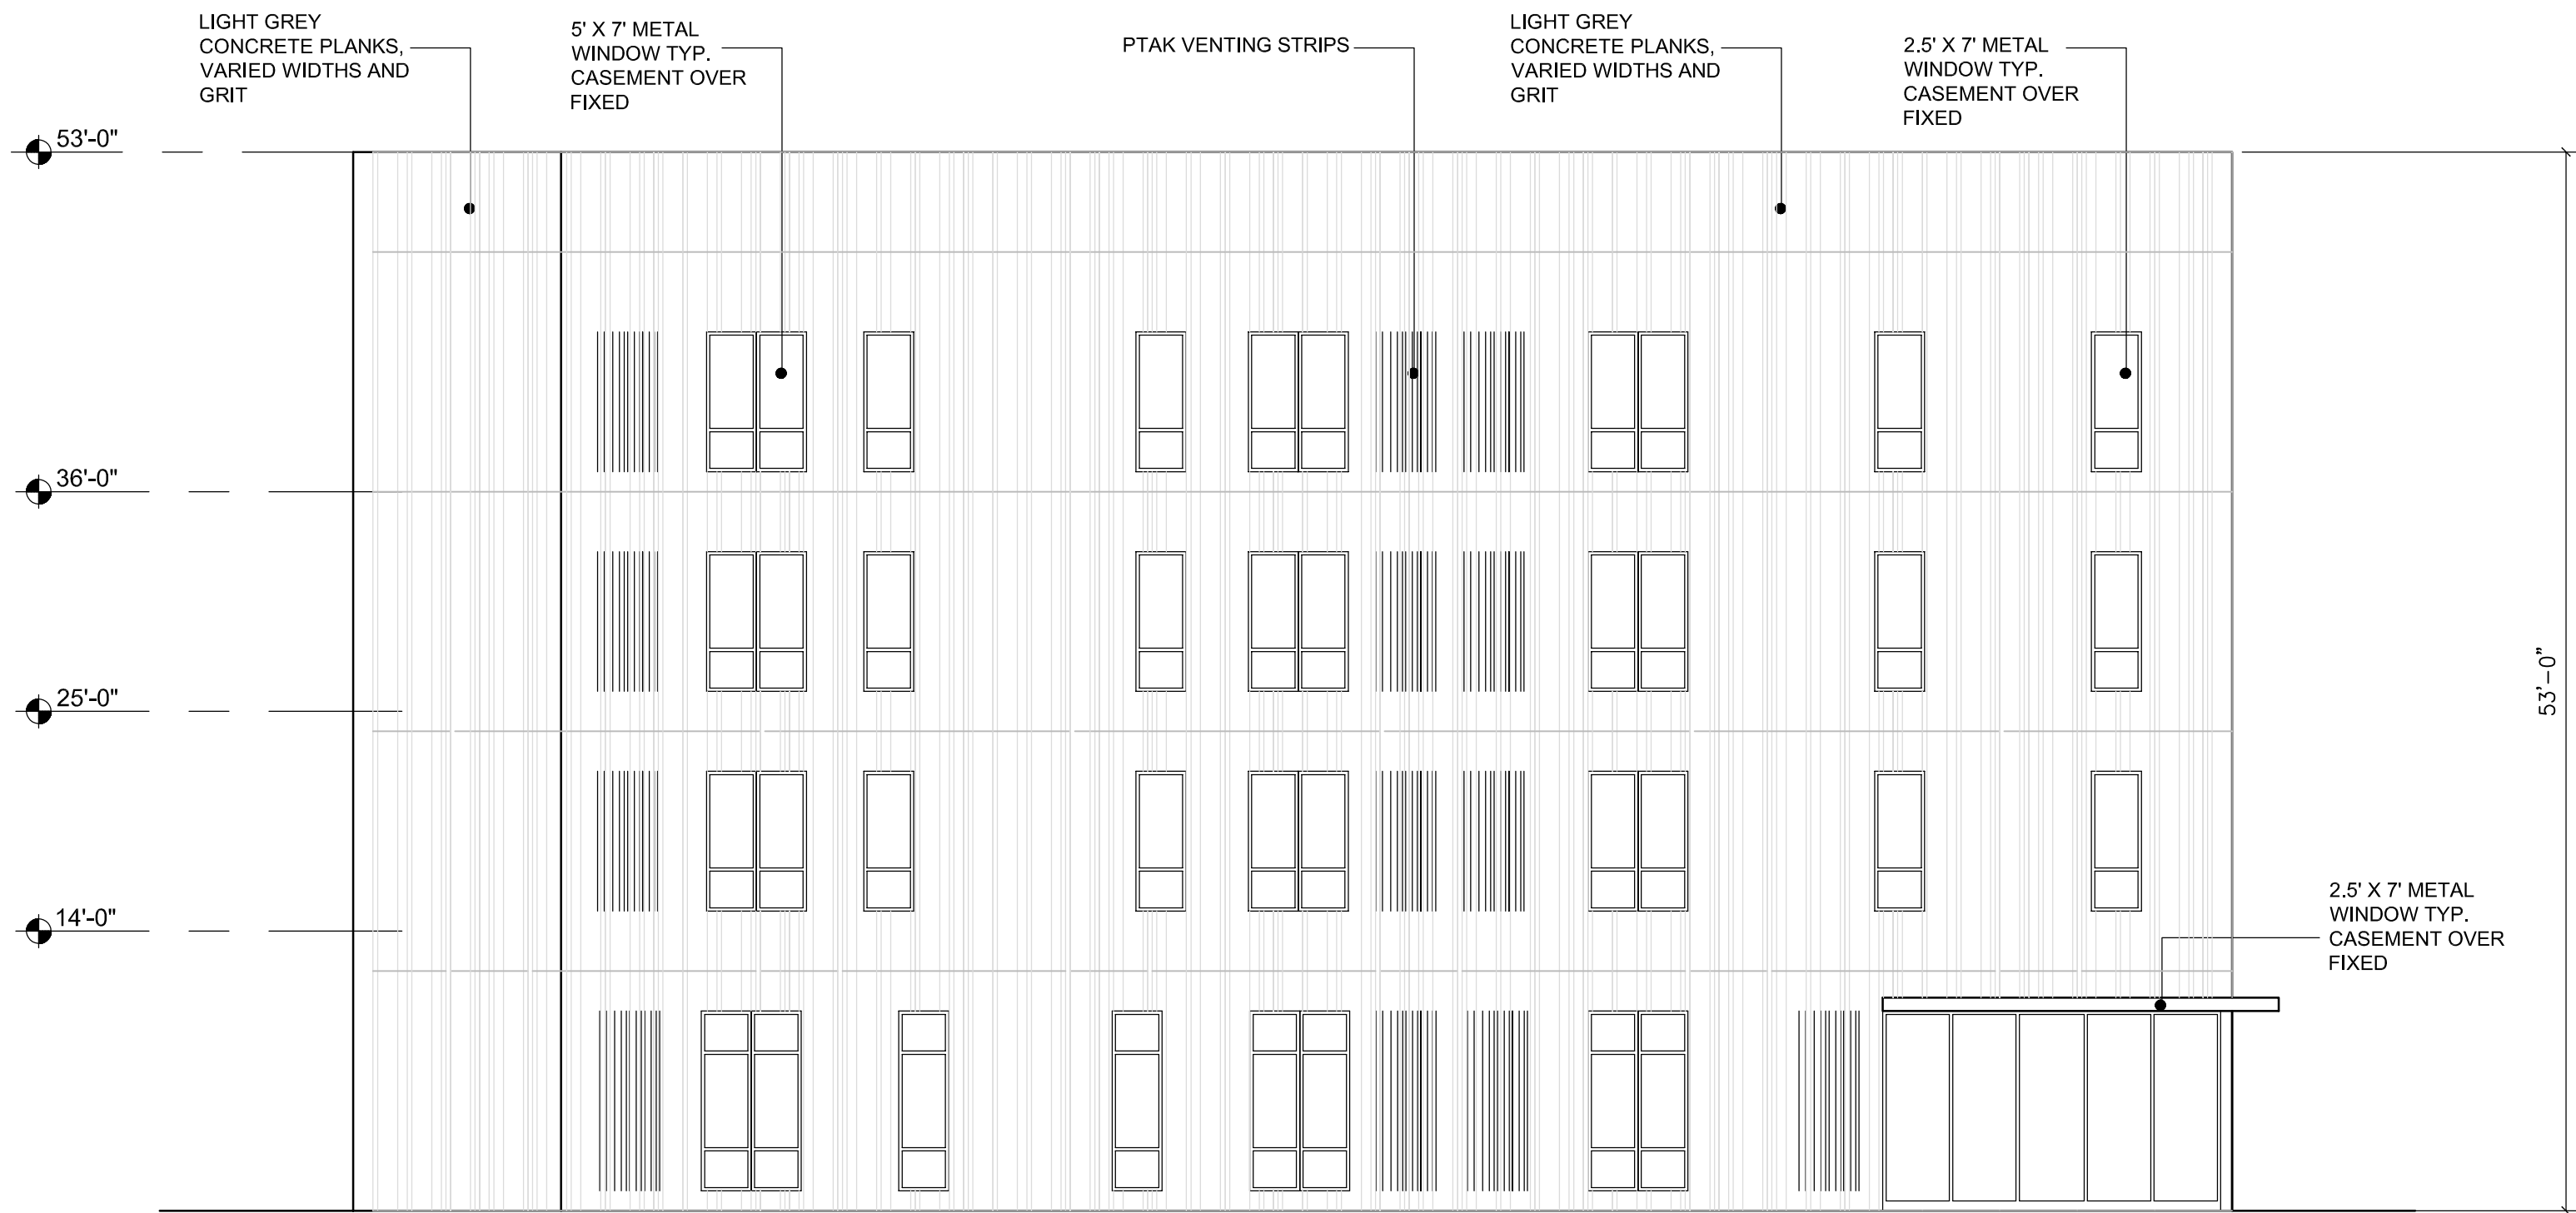 LIGHT GREY
CONCRETE PLANKS,
VARIED WIDTHS AND
GRIT
5' X 7' METAL
WINDOW TYP.
CASEMENT OVER
FIXED
PTAK VENTING STRIPS
LIGHT GREY
CONCRETE PLANKS,
VARIED WIDTHS AND
GRIT
2.5' X 7' METAL
WINDOW TYP.
CASEMENT OVER
FIXED
53'-0"
36'-0"
25'-0"
14'-0"
53'-0"
2.5' X 7' METAL
WINDOW TYP.
CASEMENT OVER
FIXED